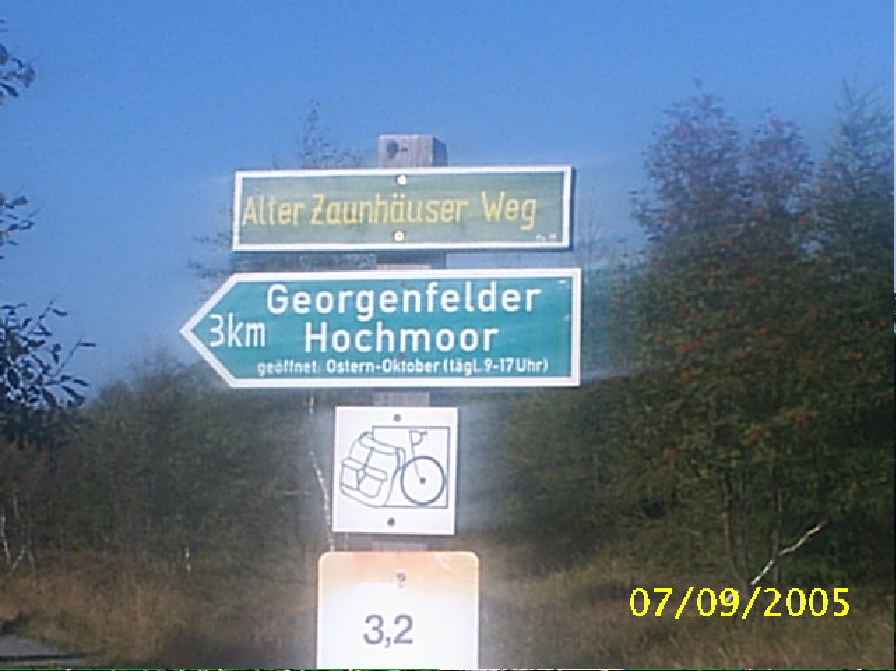 Alter Zaunhäuser Weg
Georgenfelder
3km Hochmoor
geöffnet: Ostern-Oktober (tägl. 9-17 Uhr)
3,2
07/09/2005